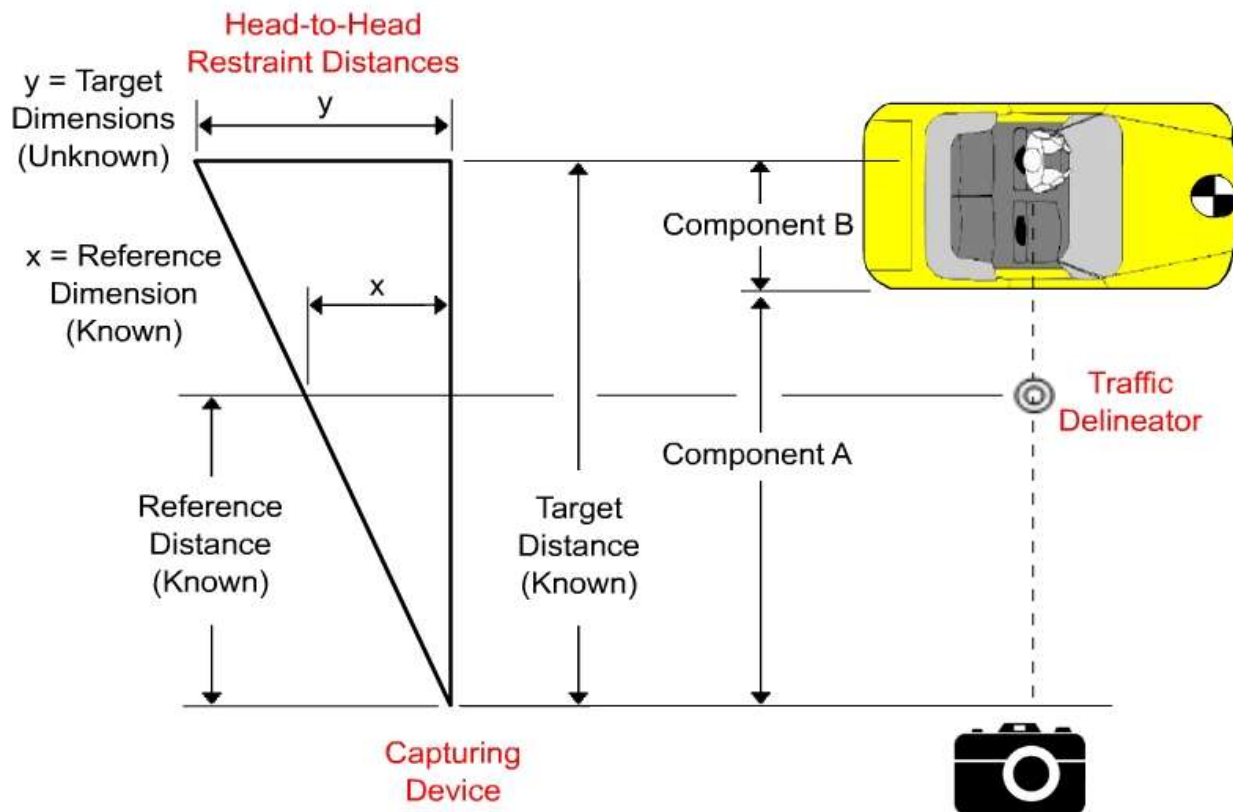 Head-to-Head
Restraint Distances
y = Target
Dimensions
(Unknown)
y
x = Reference
Dimension
(Known)
x
Component B
Traffic
Delineator
Component A
Reference
Distance
(Known)
Target
Distance
(Known)
Capturing
Device